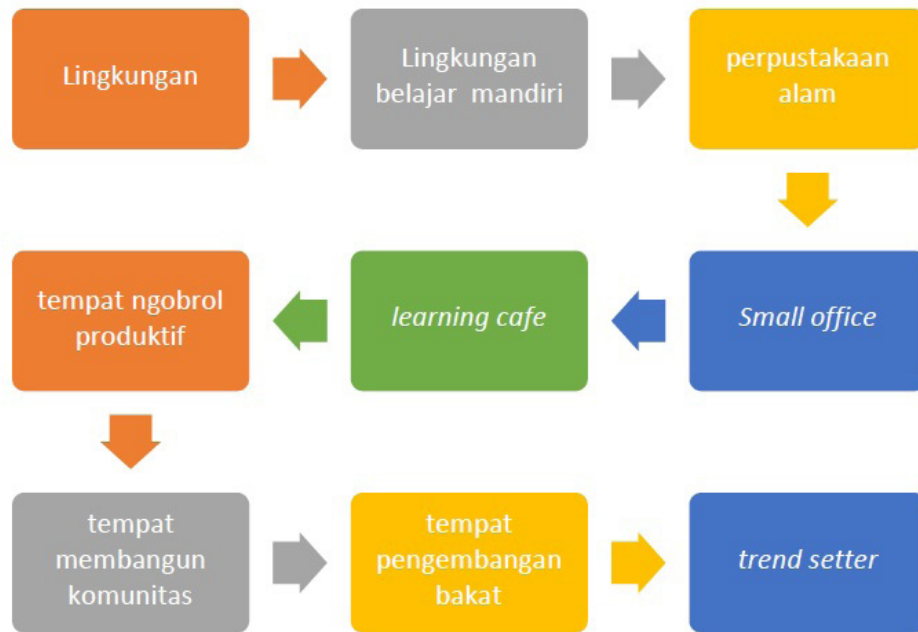 Lingkungan
Lingkungan
belajar mandiri
perpustakaan
alam
Small office
learning cafe
tempat ngobrol
produktif
tempat
membangun
komunitas
tempat
pengembangan
bakat
trend setter